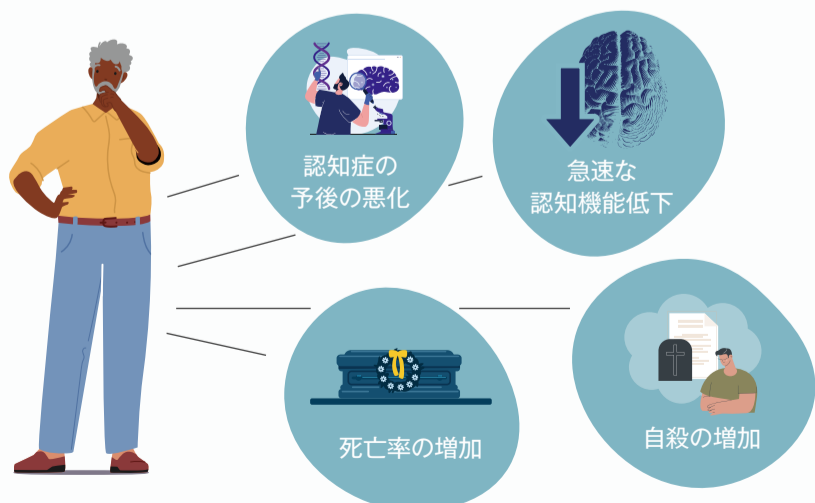 認知症の
予後の悪化
急速な
認知機能低下
死亡率の増加
自殺の増加